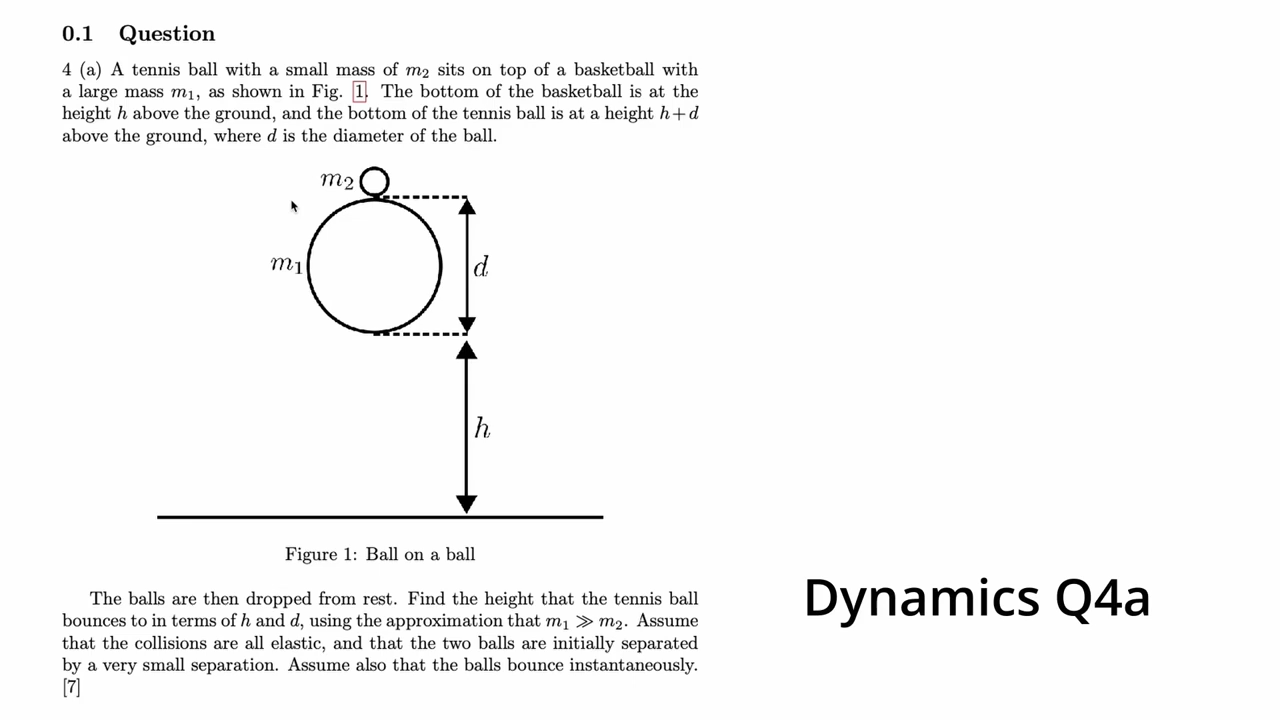 0.1 Question
4 (a) A tennis ball with a small mass of m₂ sits on top of a basketball with
a large mass m₁, as shown in Fig. 1. The bottom of the basketball is at the
height h above the ground, and the bottom of the tennis ball is at a height h+d
above the ground, where d is the diameter of the ball.
m₂
m₁
d
h
Figure 1: Ball on a ball
The balls are then dropped from rest. Find the height that the tennis ball
bounces to in terms of h and d, using the approximation that m₁ ≫ m₂. Assume
that the collisions are all elastic, and that the two balls are initially separated
by a very small separation. Assume also that the balls bounce instantaneously.
[7]
Dynamics Q4a